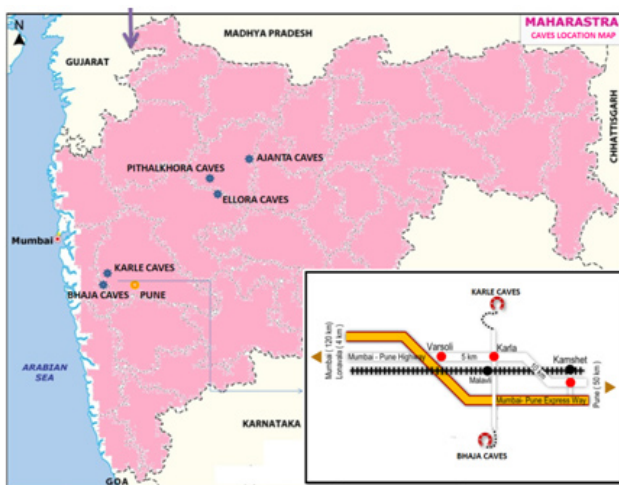 N
MAHARASTRA
CAVES LOCATION MAP
MADHYA PRADESH
GUJARAT
CHHATTISGARH
AJANTA CAVES
PITHALKHORA CAVES
ELLORA CAVES
Mumbai
KARLE CAVES
BHAJA CAVES
PUNE
ARABIAN
SEA
KARNATAKA
GOA
KARLE CAVES
Mumbai (120 km)
Lonavala (4 km)
Varsoli
Karla
Mumbai - Pune Highway
5 km
Kamshet
Malavli
Mumbai- Pune Express Way
Pune (50 km)
BHAJA CAVES